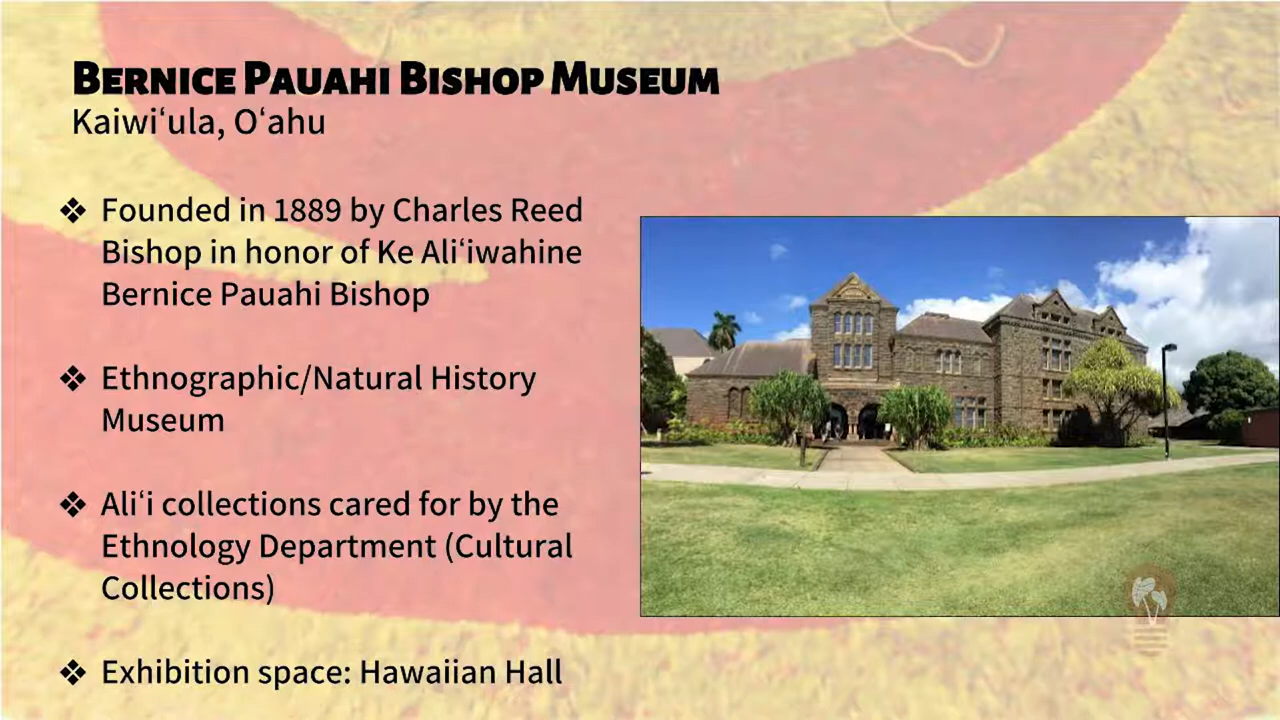 Bernice Pauahi Bishop Museum
Kaiwiʻula, Oʻahu
❖ Founded in 1889 by Charles Reed
Bishop in honor of Ke Aliʻiwahine
Bernice Pauahi Bishop
❖ Ethnographic/Natural History
Museum
❖ Aliʻi collections cared for by the
Ethnology Department (Cultural
Collections)
❖ Exhibition space: Hawaiian Hall